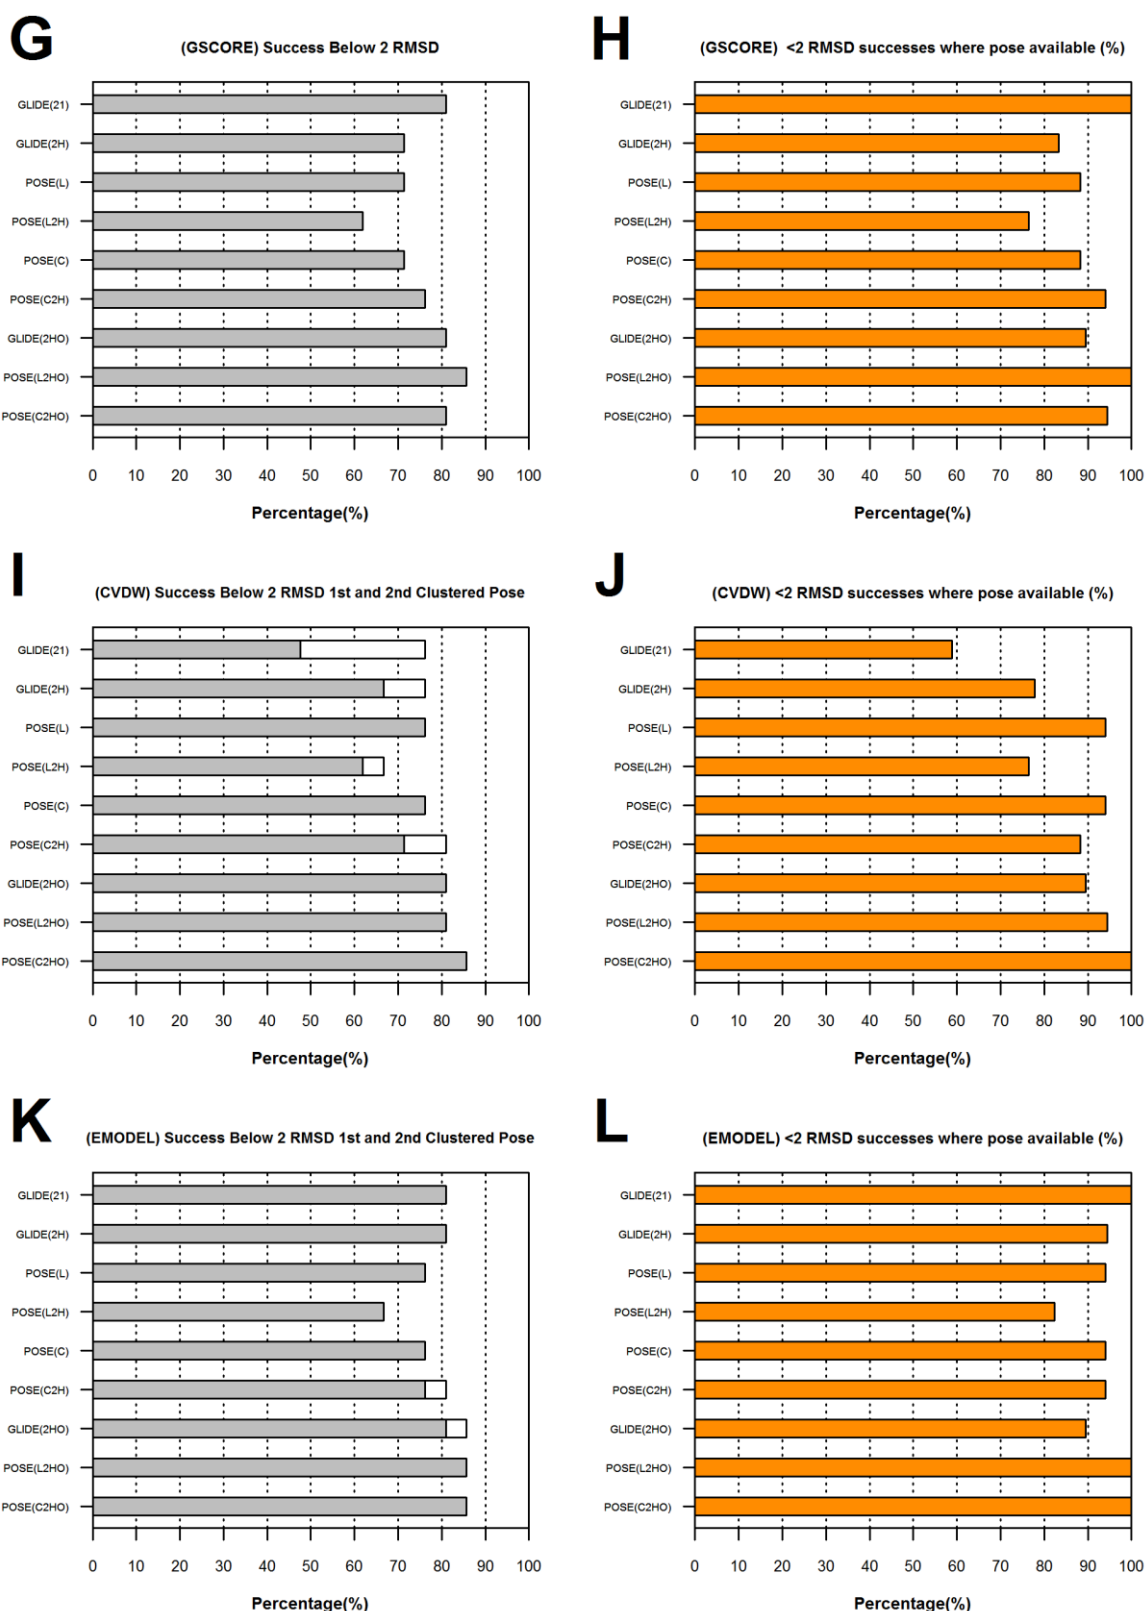 G
(GSCORE) Success Below 2 RMSD
GLIDE(21)
GLIDE(2H)
POSE(L)
POSE(L2H)
POSE(C)
POSE(C2H)
GLIDE(2HO)
POSE(L2HO)
POSE(C2HO)
0 10 20 30 40 50 60 70 80 90 100
Percentage(%)
H
(GSCORE) <2 RMSD successes where pose available (%)
GLIDE(21)
GLIDE(2H)
POSE(L)
POSE(L2H)
POSE(C)
POSE(C2H)
GLIDE(2HO)
POSE(L2HO)
POSE(C2HO)
0 10 20 30 40 50 60 70 80 90 100
Percentage(%)
I
(CVDW) Success Below 2 RMSD 1st and 2nd Clustered Pose
GLIDE(21)
GLIDE(2H)
POSE(L)
POSE(L2H)
POSE(C)
POSE(C2H)
GLIDE(2HO)
POSE(L2HO)
POSE(C2HO)
0 10 20 30 40 50 60 70 80 90 100
Percentage(%)
J
(CVDW) <2 RMSD successes where pose available (%)
GLIDE(21)
GLIDE(2H)
POSE(L)
POSE(L2H)
POSE(C)
POSE(C2H)
GLIDE(2HO)
POSE(L2HO)
POSE(C2HO)
0 10 20 30 40 50 60 70 80 90 100
Percentage(%)
K
(EMODEL) Success Below 2 RMSD 1st and 2nd Clustered Pose
GLIDE(21)
GLIDE(2H)
POSE(L)
POSE(L2H)
POSE(C)
POSE(C2H)
GLIDE(2HO)
POSE(L2HO)
POSE(C2HO)
0 10 20 30 40 50 60 70 80 90 100
Percentage(%)
L
(EMODEL) <2 RMSD successes where pose available (%)
GLIDE(21)
GLIDE(2H)
POSE(L)
POSE(L2H)
POSE(C)
POSE(C2H)
GLIDE(2HO)
POSE(L2HO)
POSE(C2HO)
0 10 20 30 40 50 60 70 80 90 100
Percentage(%)